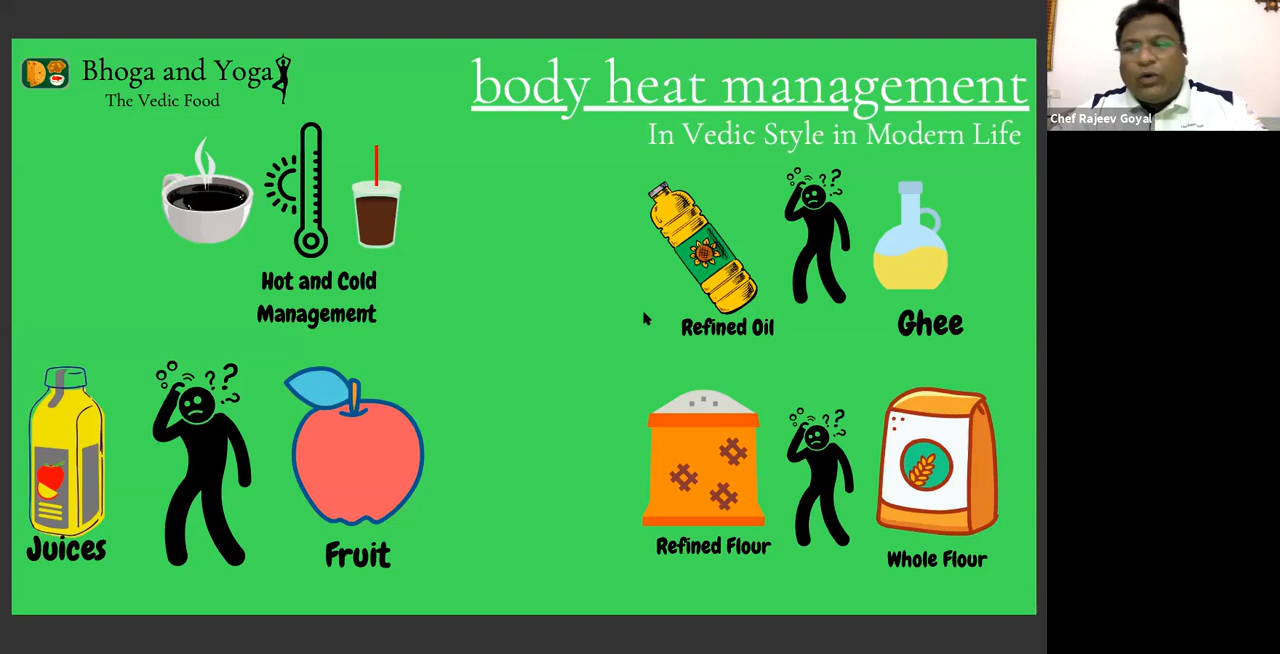 Bhoga and Yoga
The Vedic Food
body heat management
In Vedic Style in Modern Life
Chef Rajeev Goyal
Hot and Cold
Management
Refined Oil
Ghee
Juices
Fruit
Refined Flour
Whole Flour